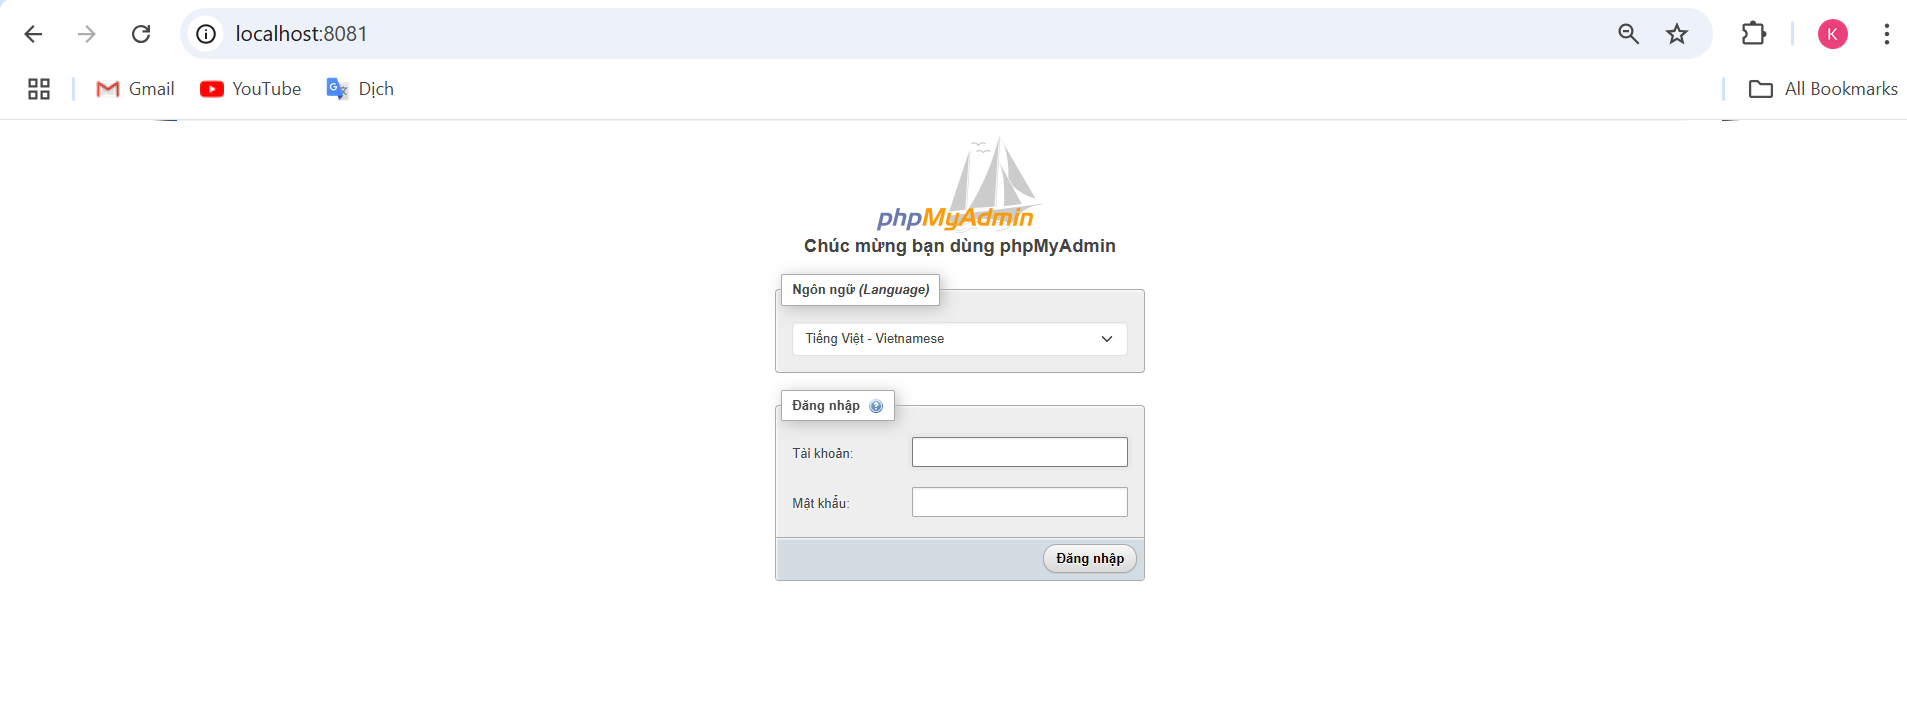 localhost:8081
Gmail
YouTube
Dịch
All Bookmarks
K
phpMyAdmin
Chúc mừng bạn dùng phpMyAdmin
Ngôn ngữ (Language)
Tiếng Việt - Vietnamese
Đăng nhập
Tài khoản:
Mật khẩu:
Đăng nhập